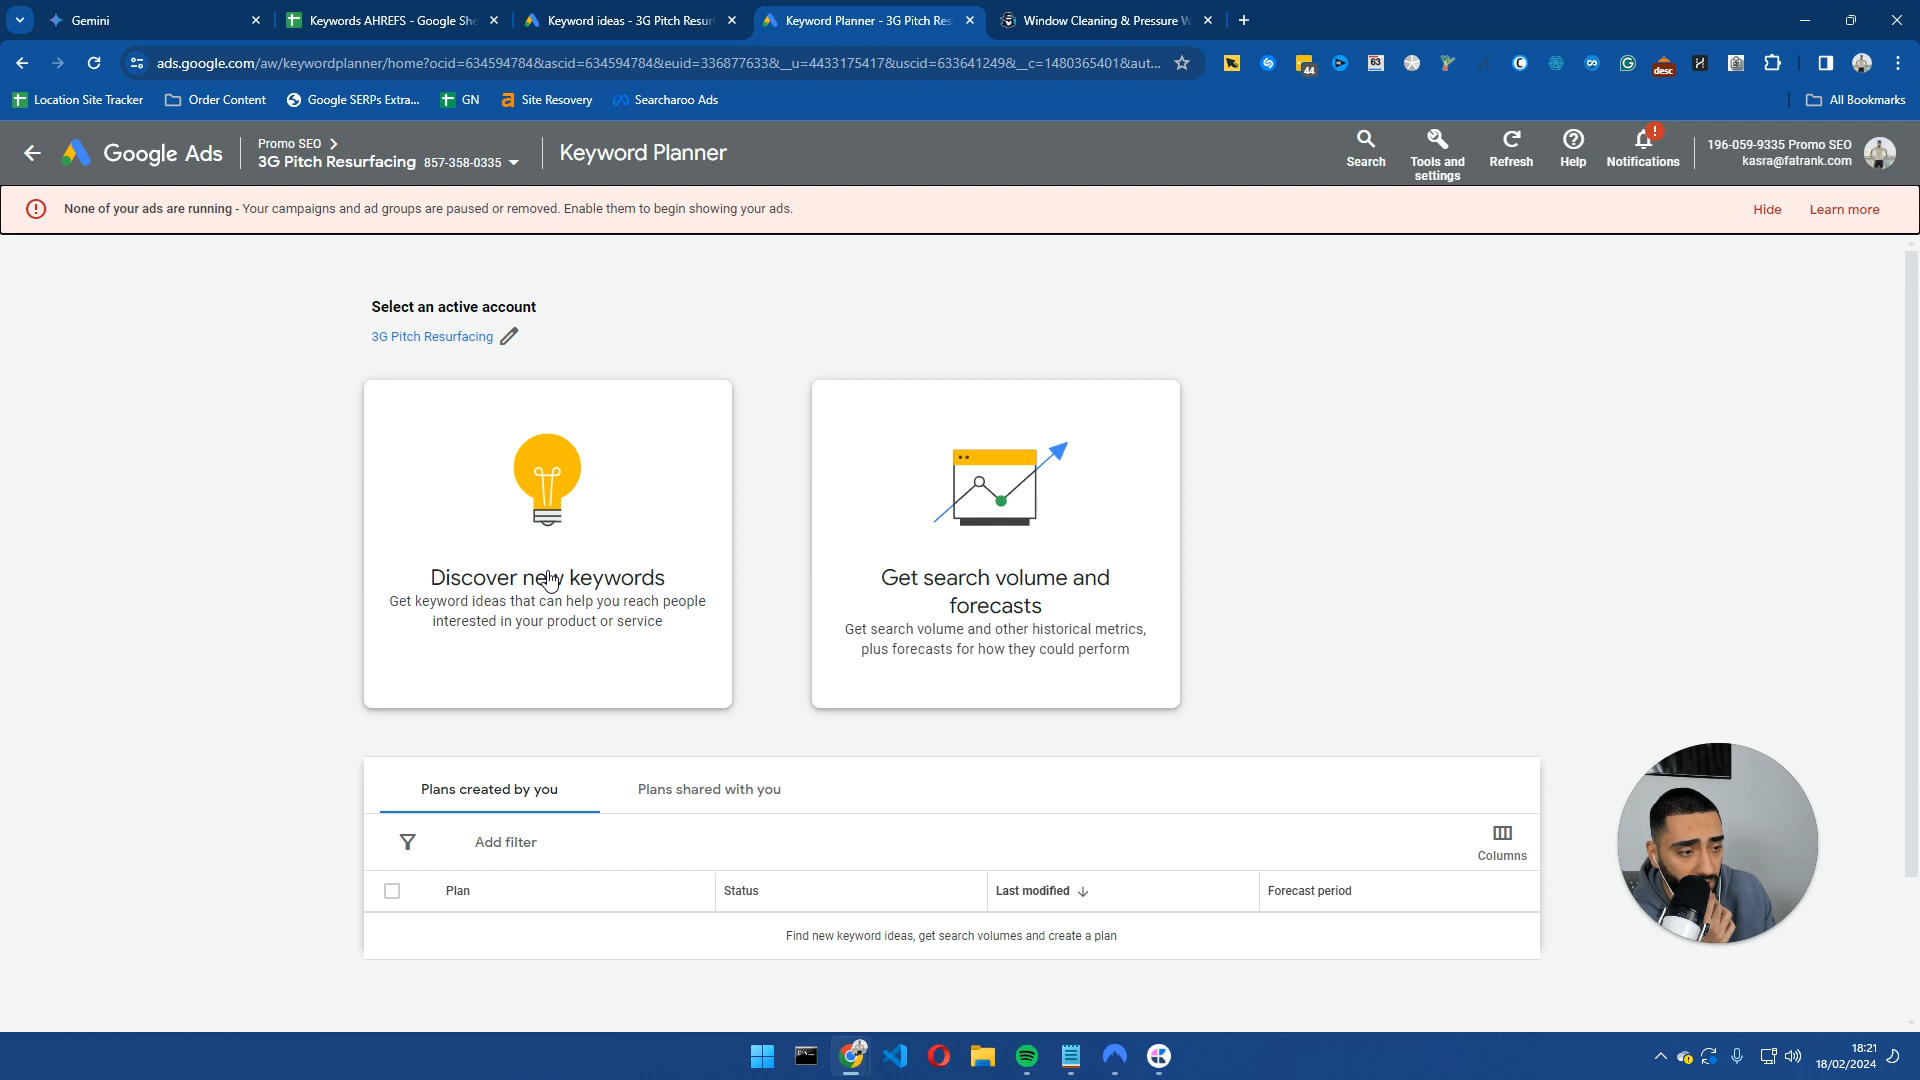 Gemini
Keywords AHREFS - Google She
Keyword ideas - 3G Pitch Resurf
Keyword Planner - 3G Pitch Res
Window Cleaning & Pressure W
ads.google.com/aw/keywordplanner/home?ocid=634594784&ascid=634594784&euid=336877633&__u=4433175417&uscid=633641249&__c=1480365401&aut...
44
63
desc
Location Site Tracker
Order Content
Google SERPs Extra...
GN
Site Resovery
Searcharoo Ads
All Bookmarks
Google Ads
Promo SEO
3G Pitch Resurfacing 857-358-0335
Keyword Planner
Search
Tools and
settings
Refresh
Help
Notifications
196-059-9335 Promo SEO
kasra@fatrank.com
None of your ads are running - Your campaigns and ad groups are paused or removed. Enable them to begin showing your ads.
Hide
Learn more
Select an active account
3G Pitch Resurfacing
Discover new keywords
Get keyword ideas that can help you reach people
interested in your product or service
Get search volume and
forecasts
Get search volume and other historical metrics,
plus forecasts for how they could perform
Plans created by you
Plans shared with you
Add filter
Columns
Plan
Status
Last modified
Forecast period
Find new keyword ideas, get search volumes and create a plan
18:21
18/02/2024